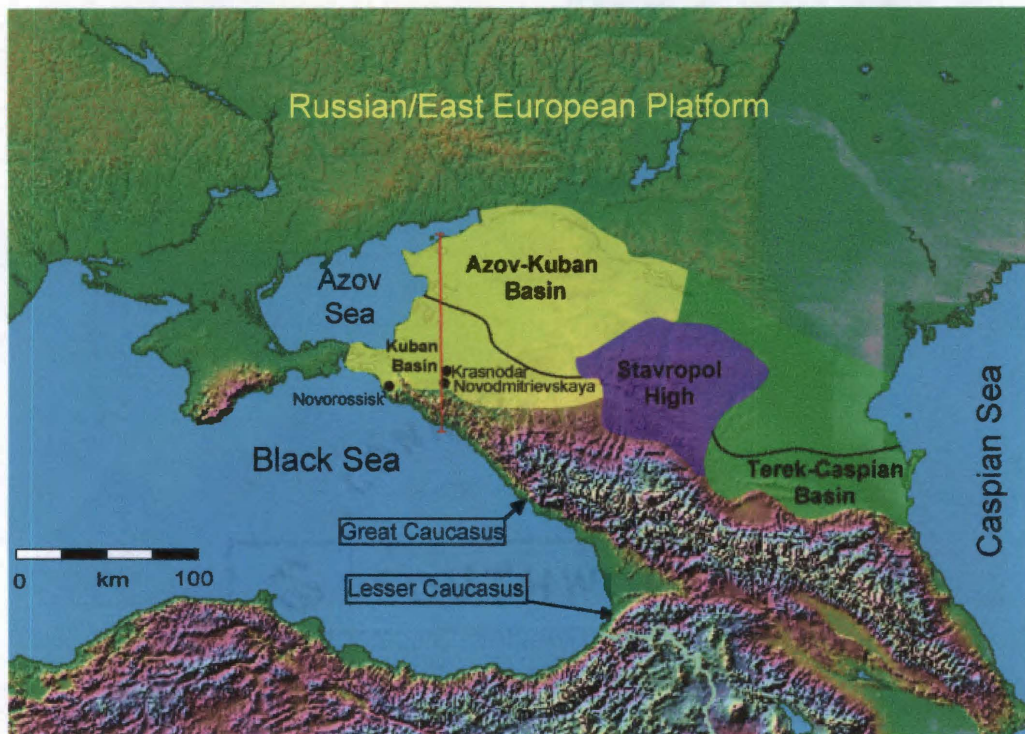 Russian/East European Platform
Azov-Kuban
Basin
Azov
Sea
Kuban
Basin
Krasnodar
Novodmitrievskaya
Novorossisk
Stavropol
High
Black Sea
Terek-Caspian
Basin
Caspian Sea
Great Caucasus
Lesser Caucasus
0 km 100